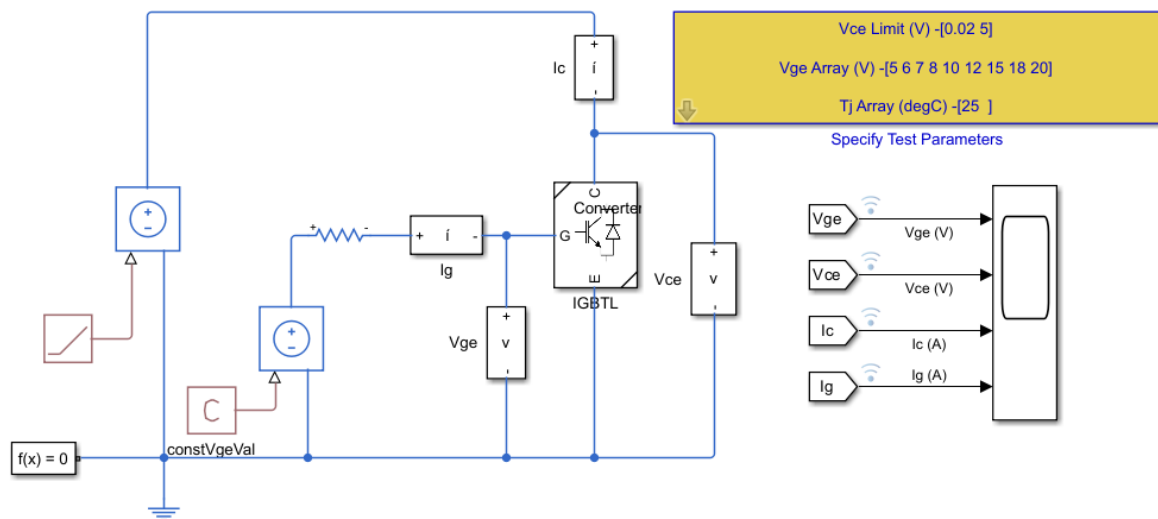 Vce Limit (V) -[0.02 5]
Vge Array (V) -[5 6 7 8 10 12 15 18 20]
Tj Array (degC) -[25  ]
Specify Test Parameters
Ic
+
i
-
C
Converter
G
E
IGBTL
+
-
+
-
+
i
-
Ig
Vge
+
v
-
Vce
+
v
-
+
-
C
constVgeVal
f(x) = 0
Vge
Vge (V)
Vce
Vce (V)
Ic
Ic (A)
Ig
Ig (A)